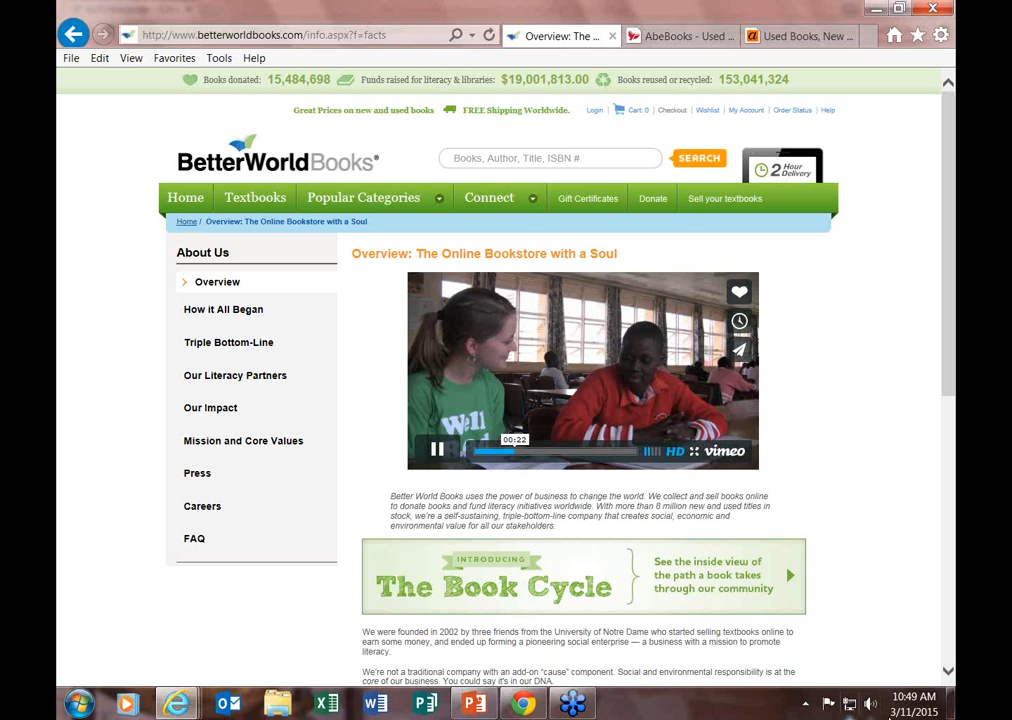 http://www.betterworldbooks.com/info.aspx?f=facts
Overview: The ...
AbeBooks - Used ...
Used Books, New ...
File Edit View Favorites Tools Help
Books donated: 15,484,698 Funds raised for literacy & libraries: $19,001,813.00 Books reused or recycled: 153,041,324
Great Prices on new and used books FREE Shipping Worldwide. Login | Cart: 0 | Checkout | Wishlist | My Account | Order Status | Help
BetterWorldBooks®
Books, Author, Title, ISBN #
SEARCH
2 Hour
Delivery
Home Textbooks Popular Categories Connect Gift Certificates Donate Sell your textbooks
Home / Overview: The Online Bookstore with a Soul
About Us
Overview
How it All Began
Triple Bottom-Line
Our Literacy Partners
Our Impact
Mission and Core Values
Press
Careers
FAQ
Overview: The Online Bookstore with a Soul
Well
00:22
HD vimeo
Better World Books uses the power of business to change the world. We collect and sell books online
to donate books and fund literacy initiatives worldwide. With more than 8 million new and used titles in
stock, we're a self-sustaining, triple-bottom-line company that creates social, economic and
environmental value for all our stakeholders.
INTRODUCING
The Book Cycle
See the inside view of
the path a book takes
through our community
We were founded in 2002 by three friends from the University of Notre Dame who started selling textbooks online to
earn some money, and ended up forming a pioneering social enterprise — a business with a mission to promote
literacy.
We're not a traditional company with an add-on "cause" component. Social and environmental responsibility is at the
core of our business. You could say it's in our DNA.
10:49 AM
3/11/2015